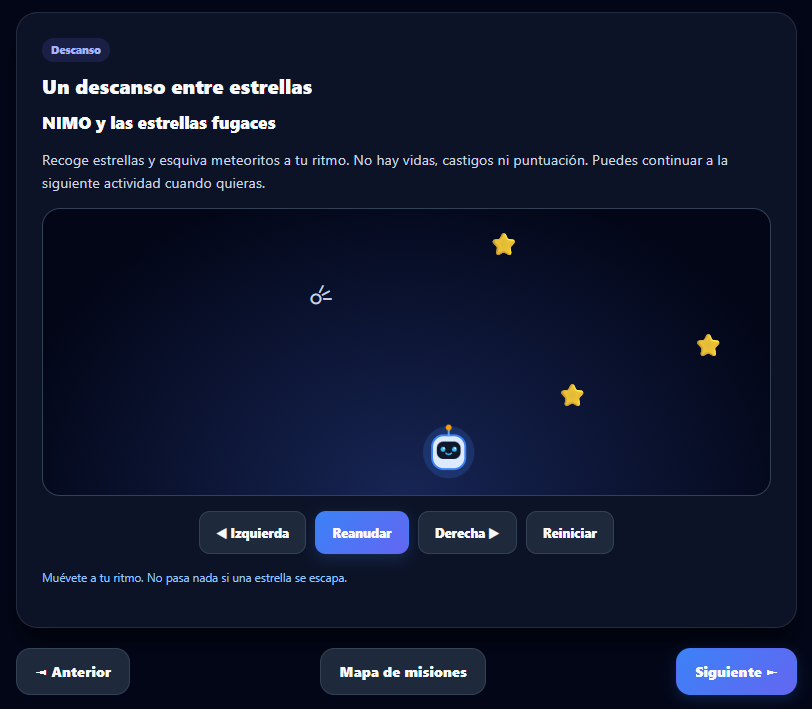 Descanso
Un descanso entre estrellas
NIMO y las estrellas fugaces
Recoge estrellas y esquiva meteoritos a tu ritmo. No hay vidas, castigos ni puntuación. Puedes continuar a la
siguiente actividad cuando quieras.
◀ Izquierda
Reanudar
Derecha ▶
Reiniciar
Muévete a tu ritmo. No pasa nada si una estrella se escapa.
Anterior
Mapa de misiones
Siguiente